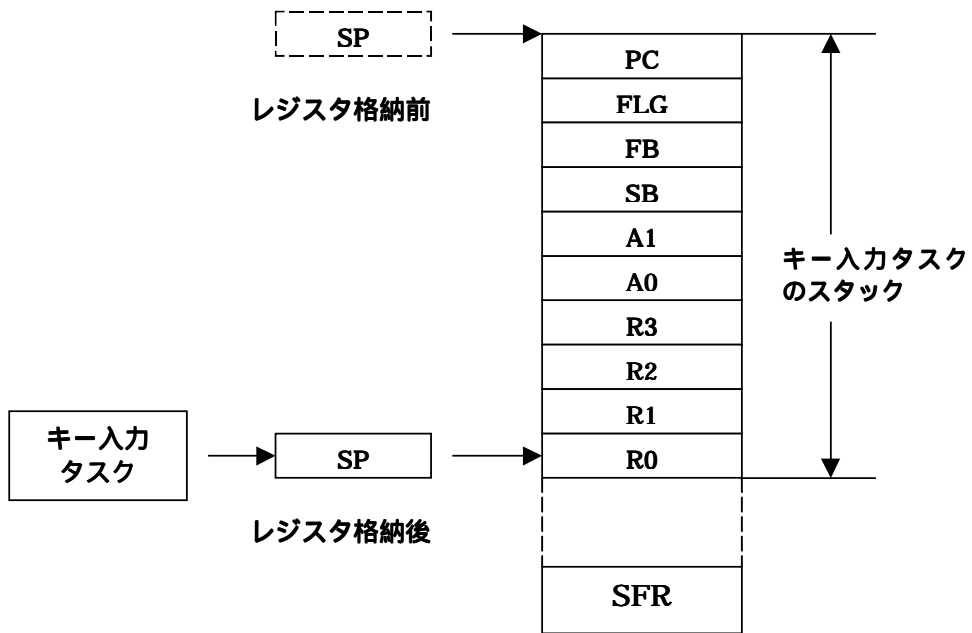 SP
レジスタ格納前
PC
FLG
FB
SB
A1
A0
R3
R2
R1
R0
キー入力タスク
のスタック
キー入力
タスク
SP
レジスタ格納後
SFR